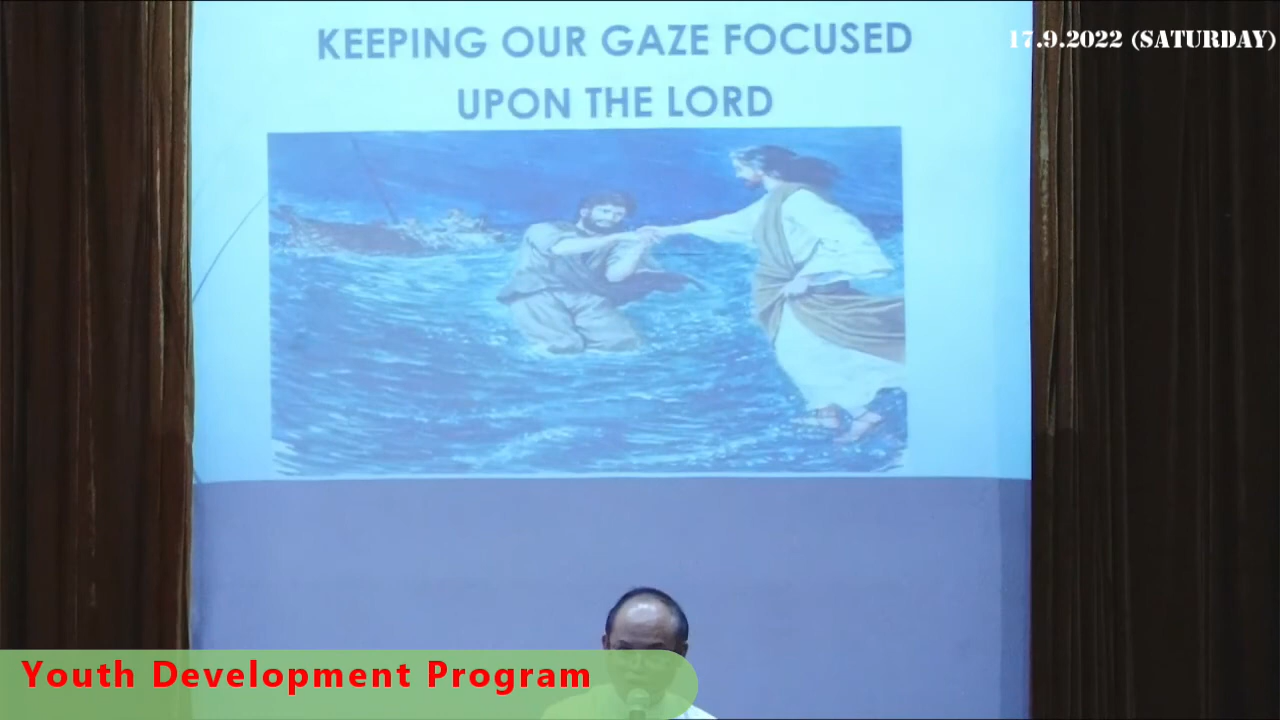 KEEPING OUR GAZE FOCUSED
UPON THE LORD
17.9.2022 (SATURDAY)
Youth Development Program